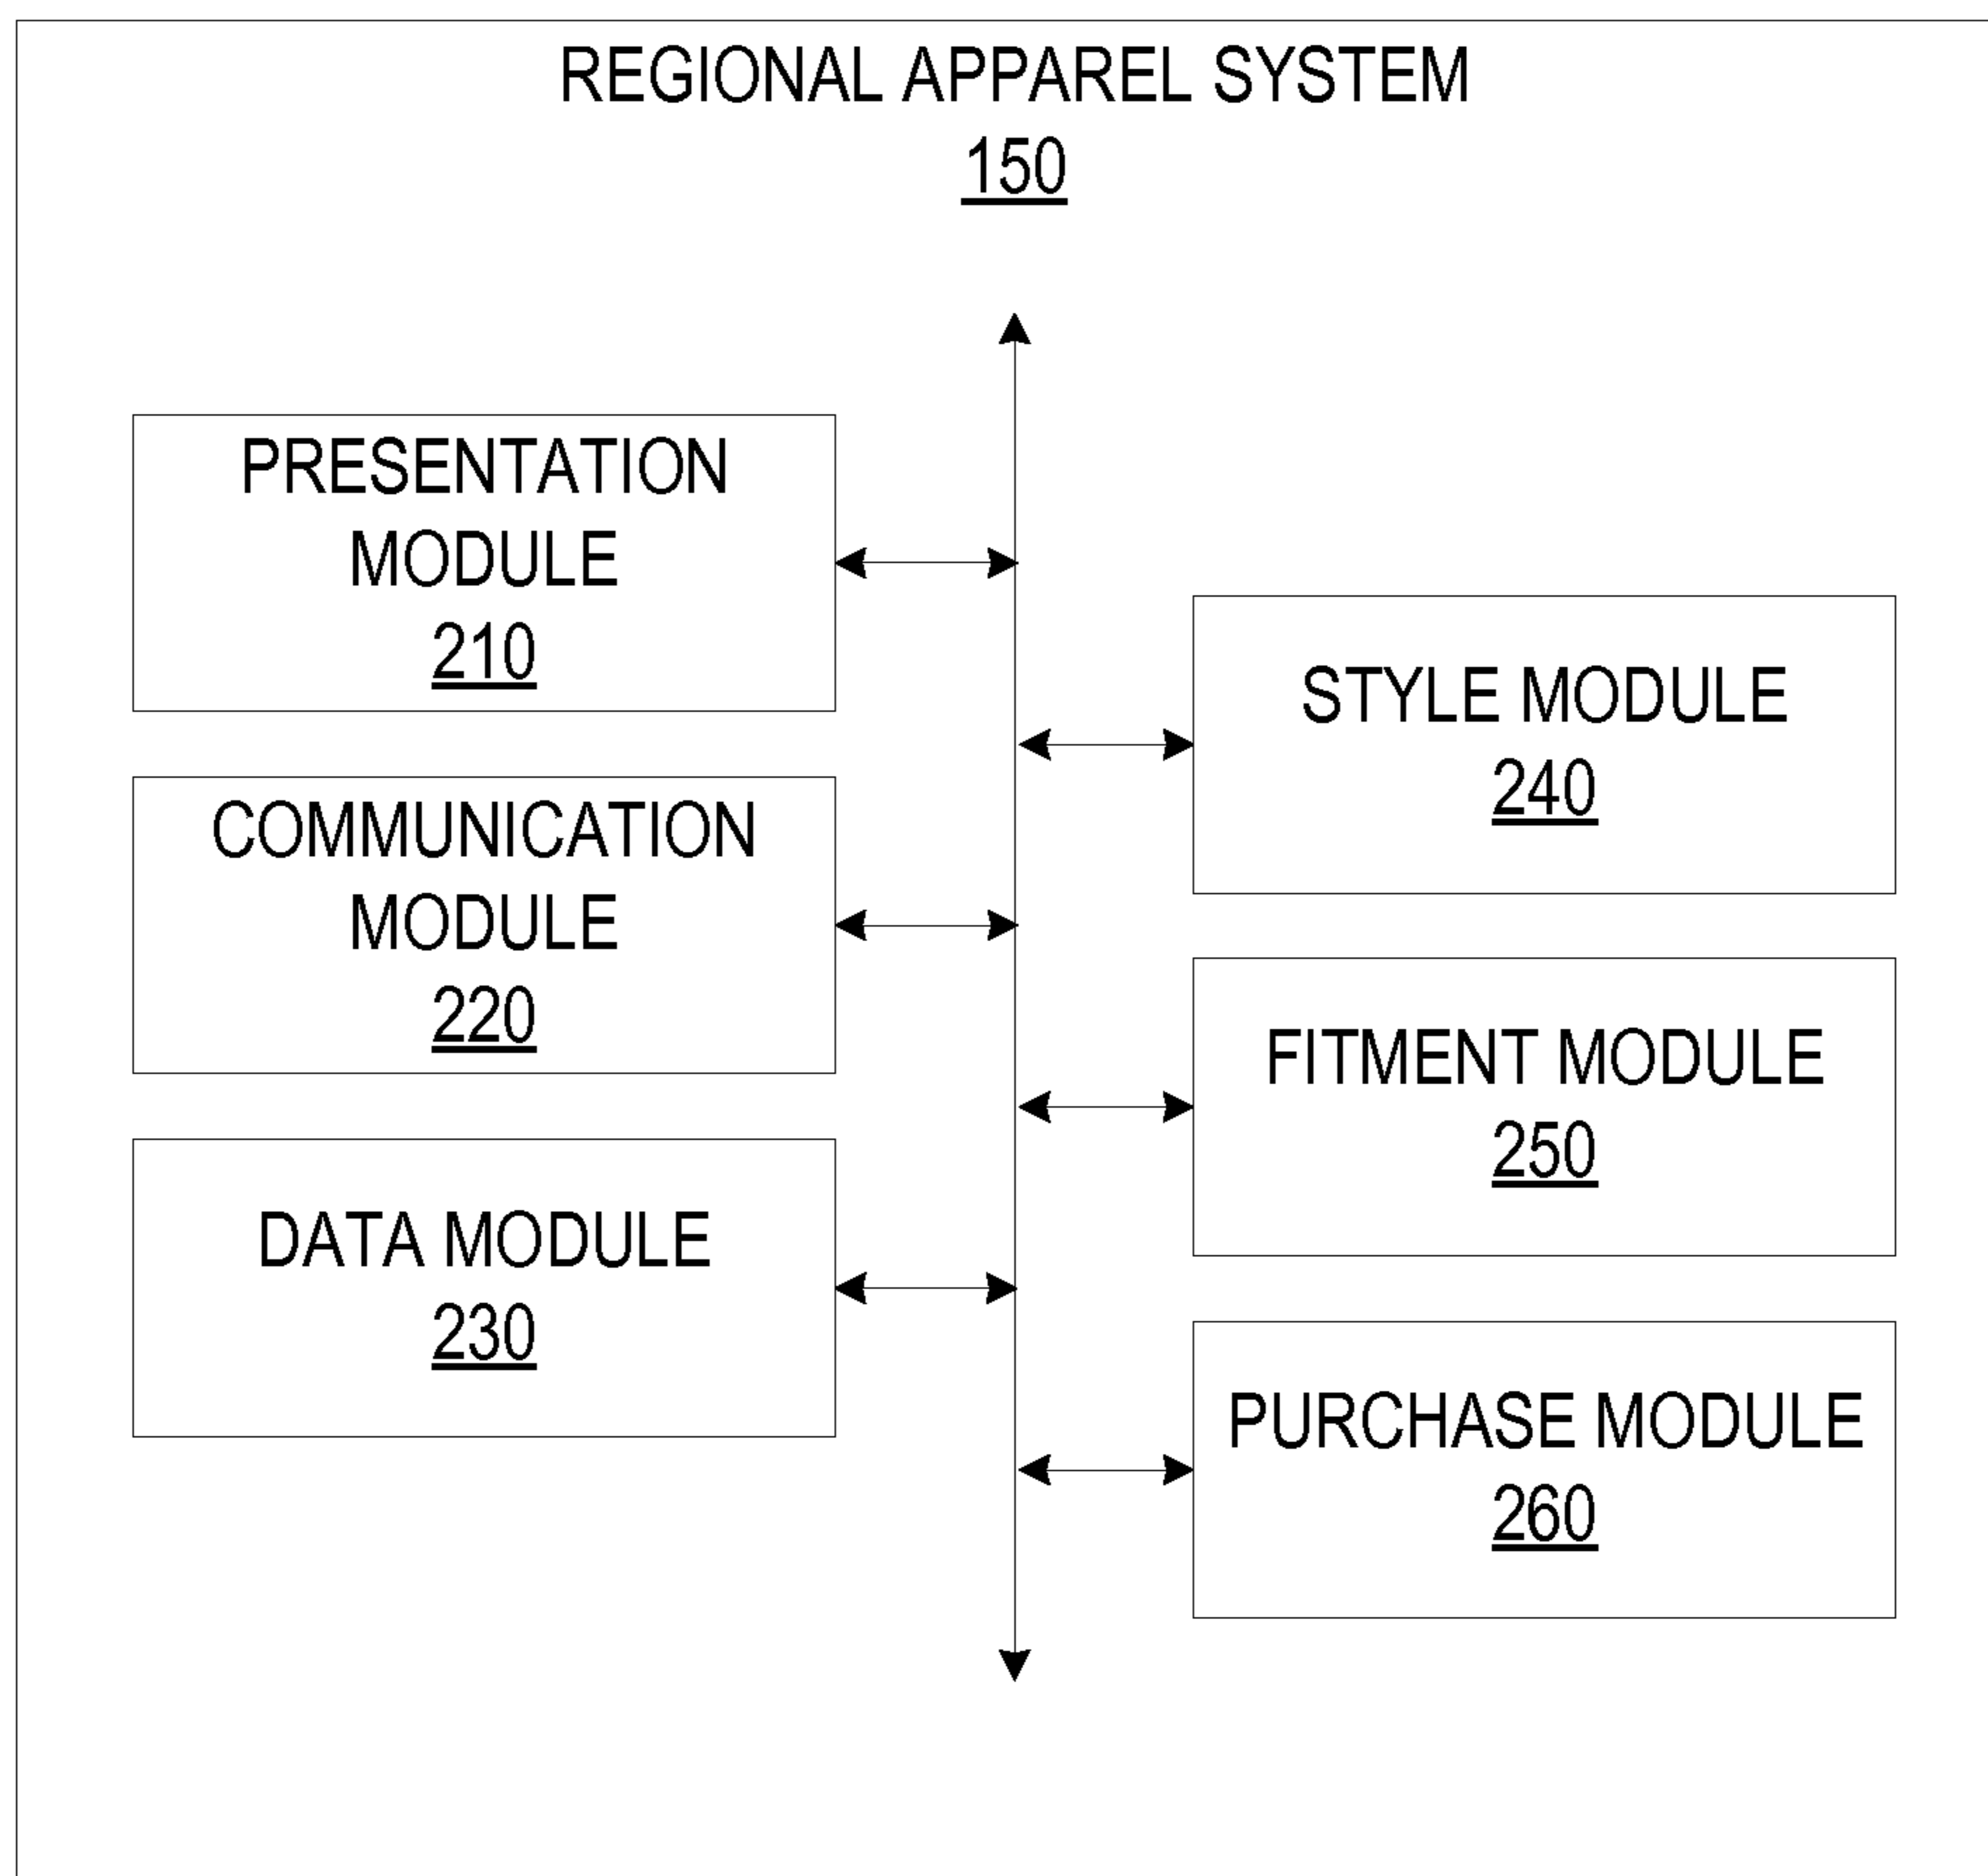 REGIONAL APPAREL SYSTEM
150
PRESENTATION
MODULE
210
COMMUNICATION
MODULE
220
DATA MODULE
230
STYLE MODULE
240
FITMENT MODULE
250
PURCHASE MODULE
260